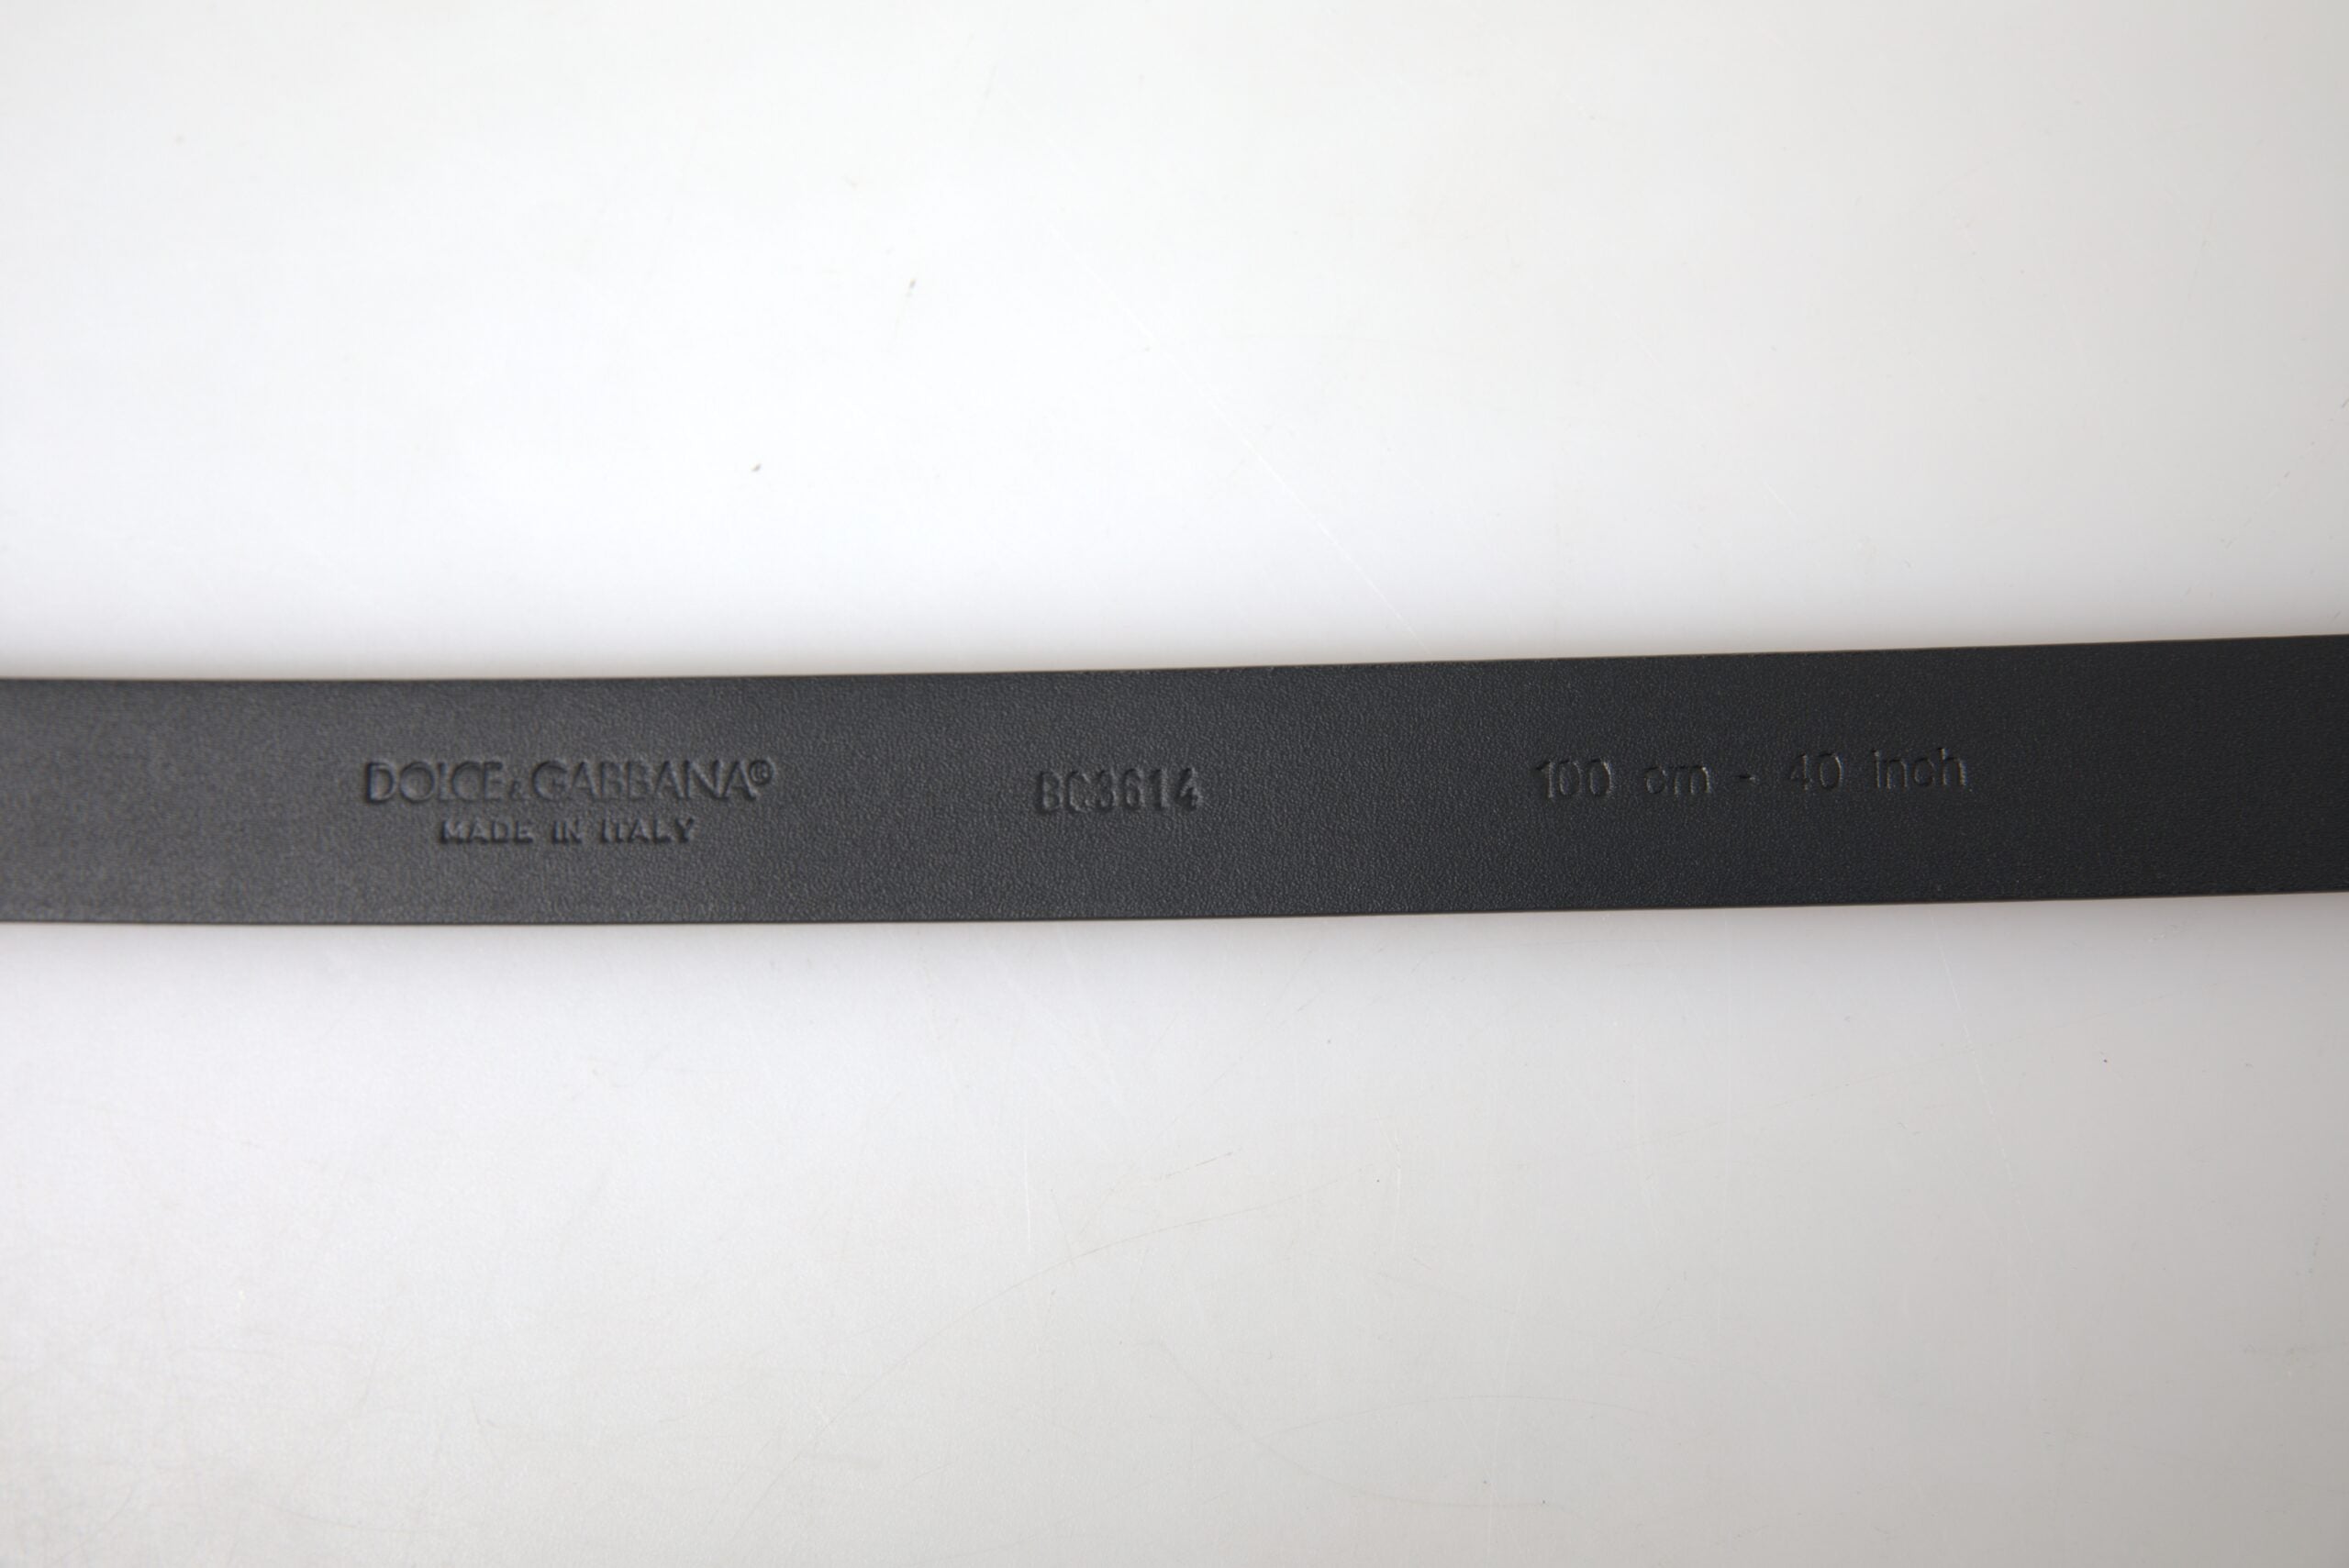 DOLCE & GABBANA®
MADE IN ITALY
BC3614
100 cm - 40 inch